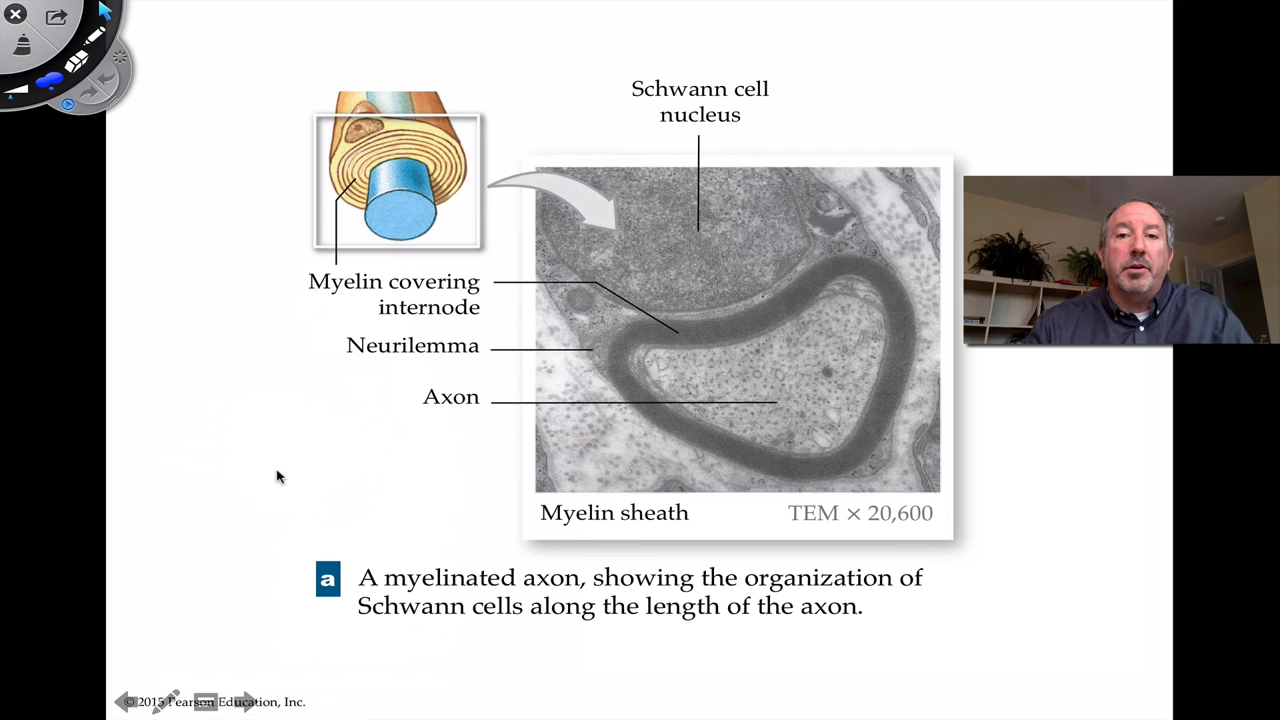 Schwann cell
nucleus
Myelin covering
internode
Neurilemma
Axon
Myelin sheath
TEM × 20,600
a
A myelinated axon, showing the organization of
Schwann cells along the length of the axon.
© 2015 Pearson Education, Inc.